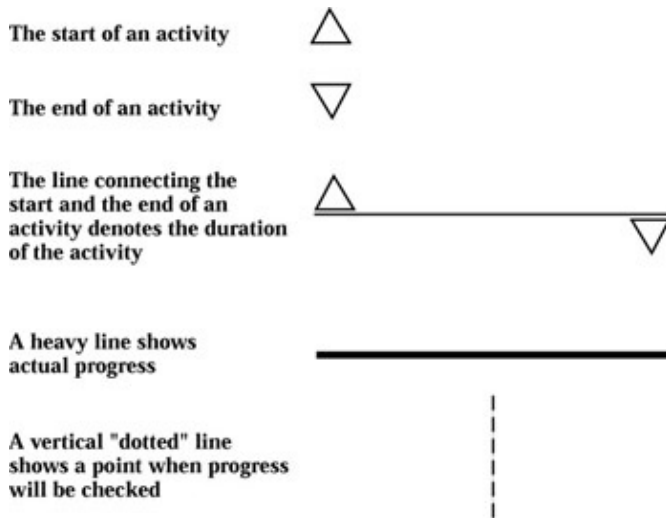 The start of an activity
The end of an activity
The line connecting the
start and the end of an
activity denotes the duration
of the activity
A heavy line shows
actual progress
A vertical "dotted" line
shows a point when progress
will be checked